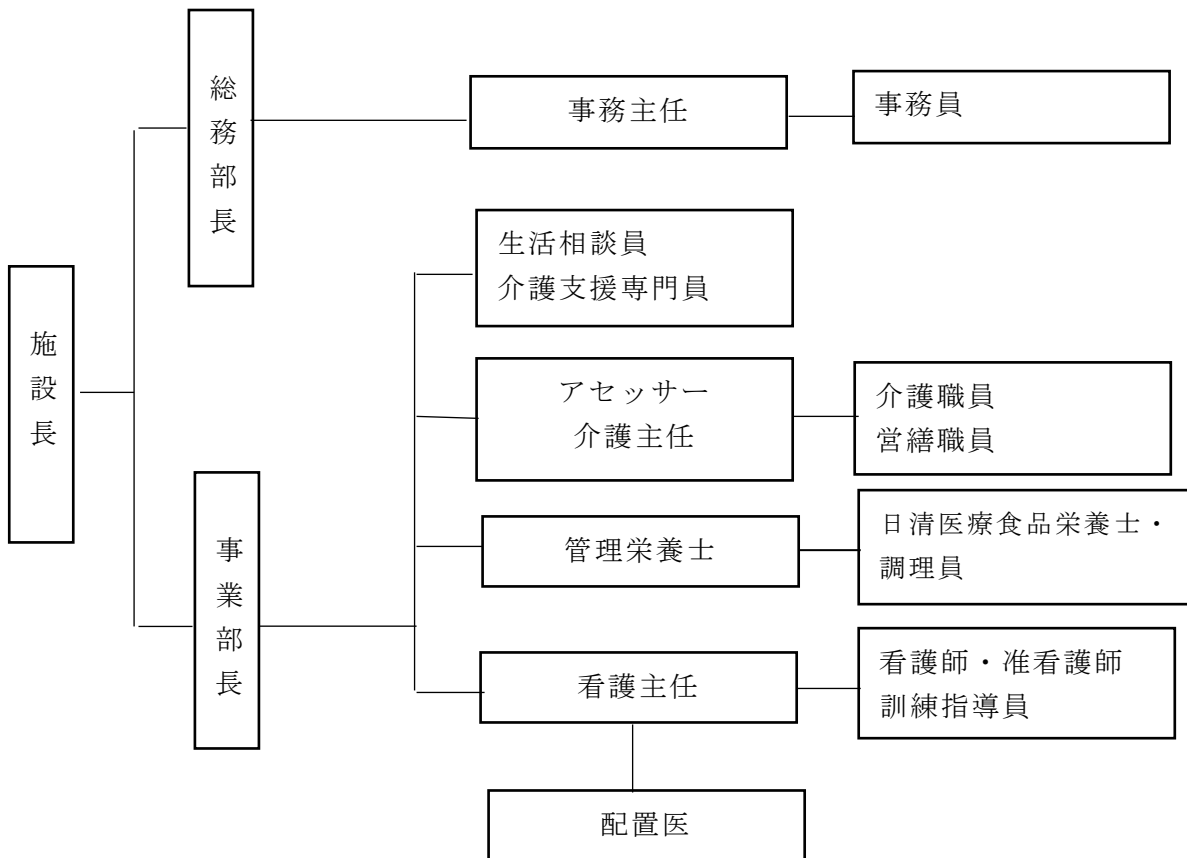 施設長
総務部長
事務主任
事務員
生活相談員
介護支援専門員
アセッサー
介護主任
介護職員
営繕職員
事業部長
管理栄養士
日清医療食品栄養士・
調理員
看護主任
看護師・准看護師
訓練指導員
配置医